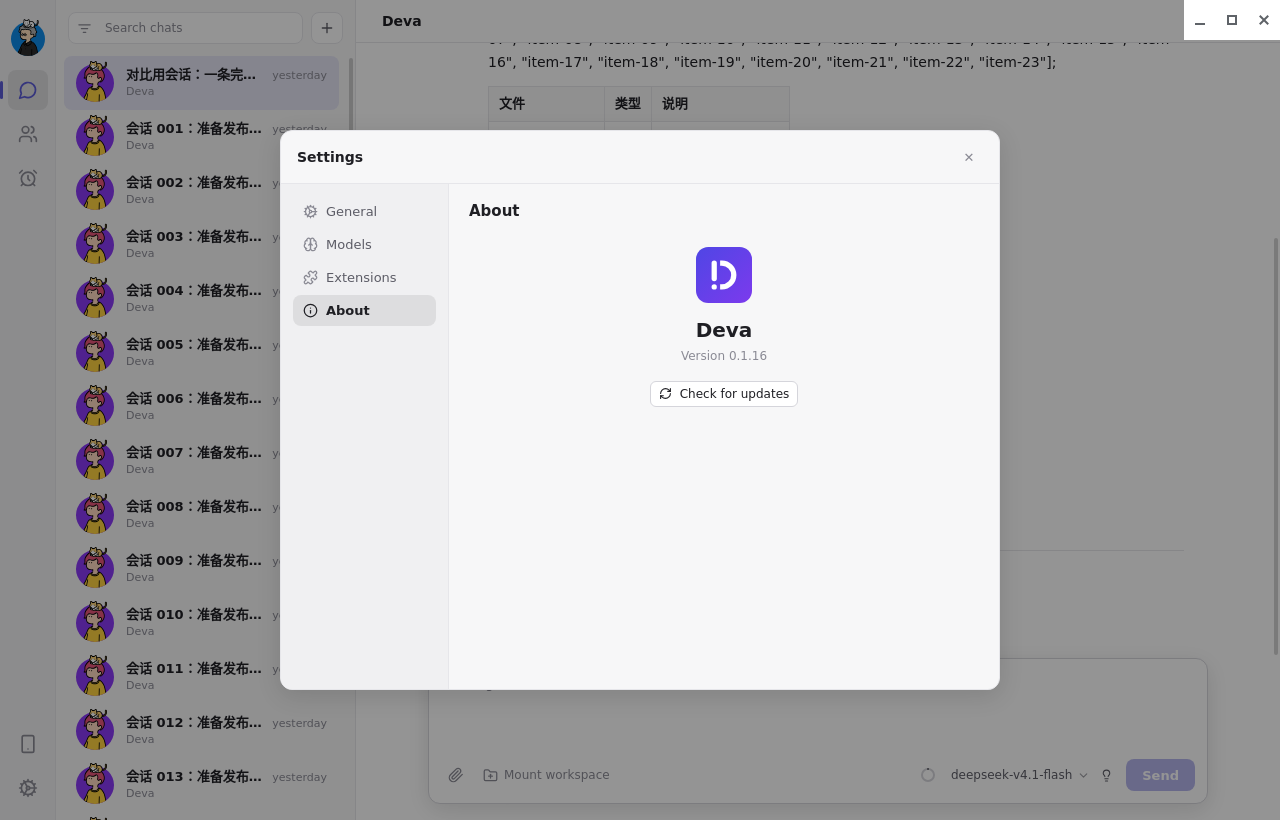 Search chats
对比用会话：一条完... yesterday
Deva
会话 001：准备发布... yesterday
Deva
会话 002：准备发布...
Deva
会话 003：准备发布...
Deva
会话 004：准备发布...
Deva
会话 005：准备发布...
Deva
会话 006：准备发布...
Deva
会话 007：准备发布...
Deva
会话 008：准备发布...
Deva
会话 009：准备发布...
Deva
会话 010：准备发布...
Deva
会话 011：准备发布...
Deva
会话 012：准备发布... yesterday
Deva
会话 013：准备发布... yesterday
Deva
Deva
16", "item-17", "item-18", "item-19", "item-20", "item-21", "item-22", "item-23"];
文件 类型 说明
Settings
General
Models
Extensions
About
About
Deva
Version 0.1.16
Check for updates
Mount workspace
deepseek-v4.1-flash
Send